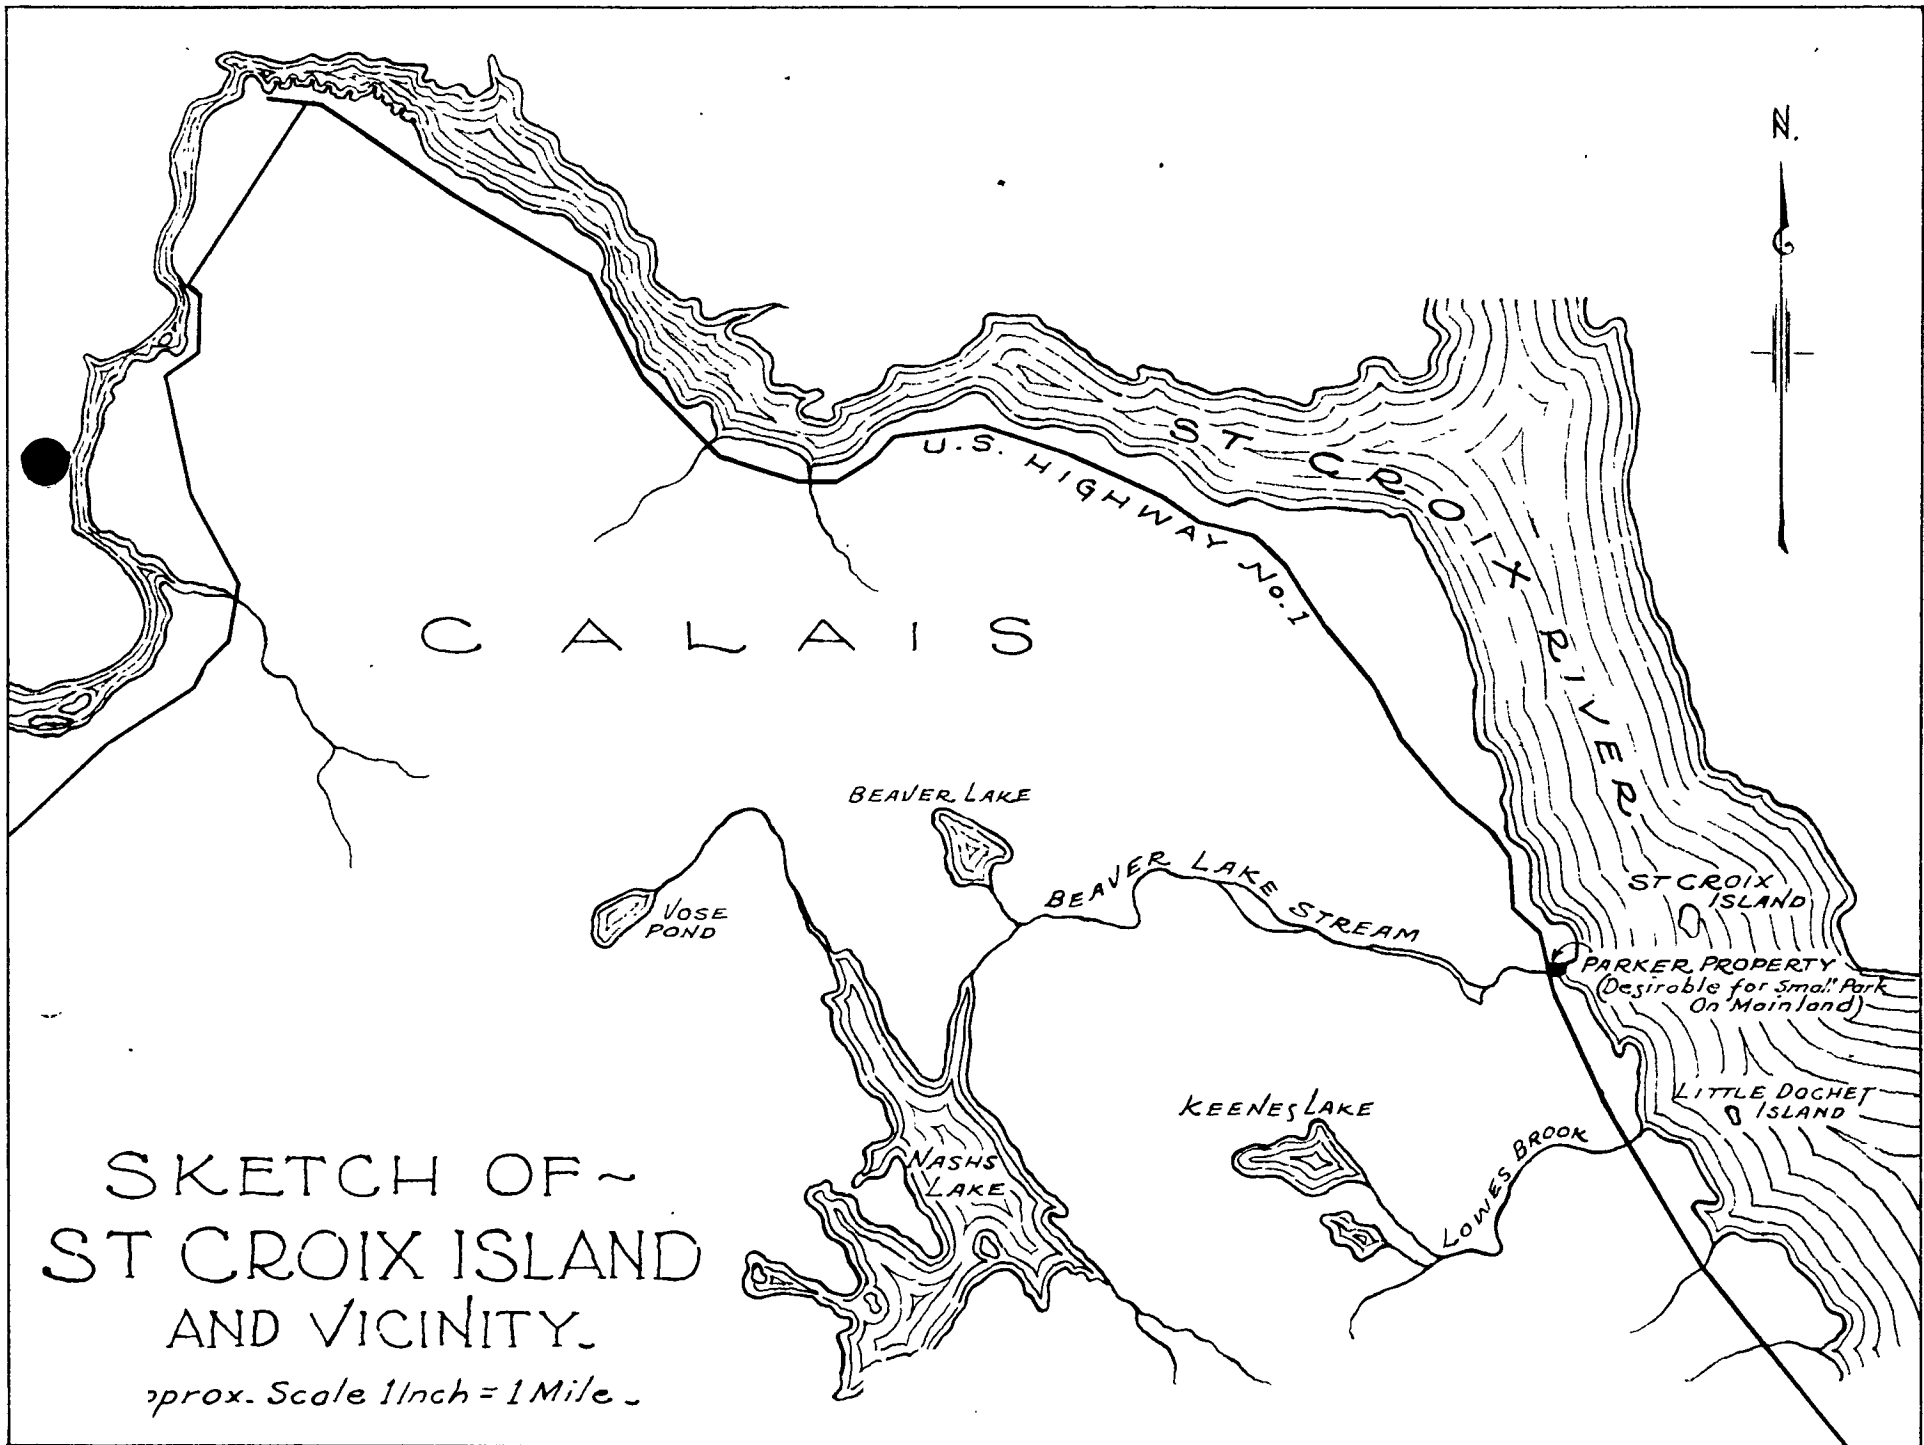 N.
ST CROIX RIVER
U.S. HIGHWAY No. 1
CALAIS
BEAVER LAKE
BEAVER LAKE STREAM
VOSE
POND
ST CROIX
ISLAND
PARKER PROPERTY
(Desirable for Small Park
On Mainland)
LITTLE DOCHET
ISLAND
KEENES LAKE
LOWES BROOK
NASHS
LAKE
SKETCH OF~
ST CROIX ISLAND
AND VICINITY-
pprox. Scale 1 Inch = 1 Mile -